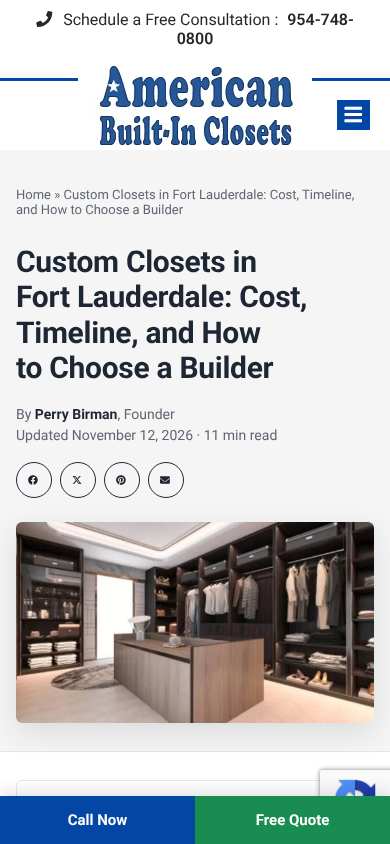 Schedule a Free Consultation : 954-748-
0800
American
Built-In Closets
Home » Custom Closets in Fort Lauderdale: Cost, Timeline,
and How to Choose a Builder
Custom Closets in
Fort Lauderdale: Cost,
Timeline, and How
to Choose a Builder
By Perry Birman, Founder
Updated November 12, 2026 · 11 min read
Call Now
Free Quote